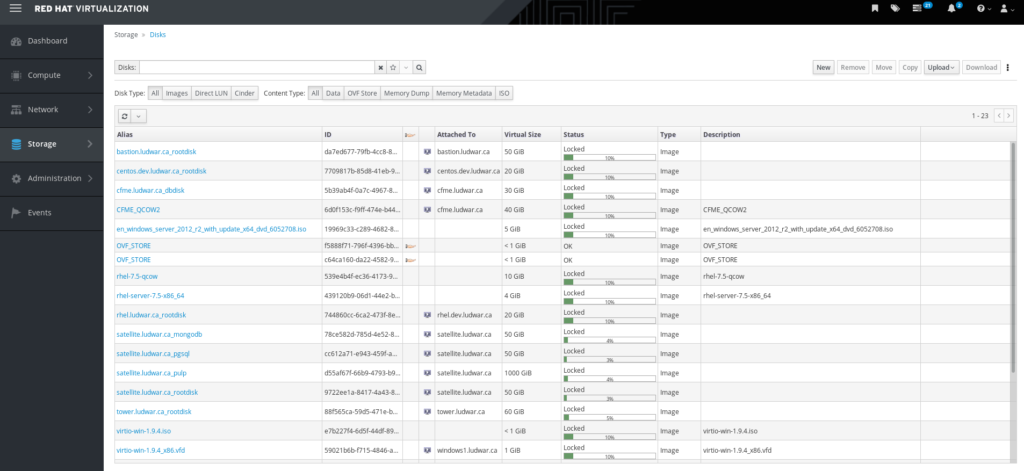 RED HAT VIRTUALIZATION
21
2
Dashboard
Compute
Network
Storage
Administration
Events
Storage » Disks
Disks:
New Remove Move Copy Upload Download
Disk Type: All Images Direct LUN Cinder Content Type: All Data OVF Store Memory Dump Memory Metadata ISO
1 - 23
Alias ID Attached To Virtual Size Status Type Description
bastion.ludwar.ca_rootdisk da7ed677-79fb-4cc8-8... bastion.ludwar.ca 50 GiB Locked 10% Image
centos.dev.ludwar.ca_rootdisk 7709817b-85d8-41eb-9... centos.dev.ludwar.ca 20 GiB Locked 10% Image
cfme.ludwar.ca_dbdisk 5b39ab4f-0a7c-4967-8... cfme.ludwar.ca 30 GiB Locked 10% Image
CFME_QCOW2 6d0f153c-f9ff-474e-b44... cfme.ludwar.ca 40 GiB Locked 10% Image CFME_QCOW2
en_windows_server_2012_r2_with_update_x64_dvd_6052708.iso 19969c33-c289-4682-8... 5 GiB Locked 10% Image en_windows_server_2012_r2_with_update_x64_dvd_6052708.iso
OVF_STORE f5888f71-796f-4396-bb... < 1 GiB OK Image OVF_STORE
OVF_STORE c64ca160-da22-4582-9... < 1 GiB OK Image OVF_STORE
rhel-7.5-qcow 539e4b4f-ec36-4173-9... 10 GiB Locked 10% Image rhel-7.5-qcow
rhel-server-7.5-x86_64 439120b9-06d1-44e2-b... 4 GiB Locked 10% Image rhel-server-7.5-x86_64
rhel.ludwar.ca_rootdisk 744860cc-6ca2-473f-8e... rhel.dev.ludwar.ca 20 GiB Locked 10% Image
satellite.ludwar.ca_mongodb 78ce582d-785d-4e52-8... satellite.ludwar.ca 50 GiB Locked 4% Image
satellite.ludwar.ca_pgsql cc612a71-e943-459f-a... satellite.ludwar.ca 50 GiB Locked 3% Image
satellite.ludwar.ca_pulp d55af67f-66b9-4793-b9... satellite.ludwar.ca 1000 GiB Locked 4% Image
satellite.ludwar.ca_rootdisk 9722ee1a-8417-4a43-8... satellite.ludwar.ca 50 GiB Locked 3% Image
tower.ludwar.ca_rootdisk 88f565ca-59d5-471e-b... tower.ludwar.ca 60 GiB Locked 5% Image
virtio-win-1.9.4.iso e7b227f4-6d5f-44df-89... < 1 GiB Locked 10% Image virtio-win-1.9.4.iso
virtio-win-1.9.4_x86.vfd 59021b6b-f715-4846-a... windows1.ludwar.ca 1 GiB Locked 10% Image virtio-win-1.9.4_x86.vfd